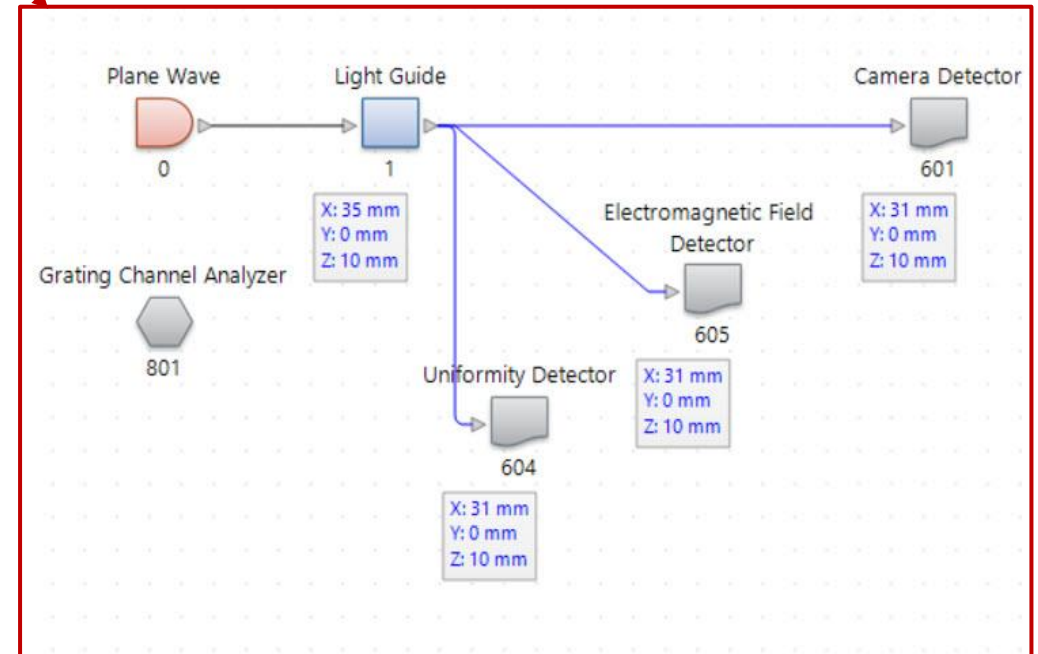 Plane Wave
0
Light Guide
1
X: 35 mm
Y: 0 mm
Z: 10 mm
Camera Detector
601
X: 31 mm
Y: 0 mm
Z: 10 mm
Electromagnetic Field
Detector
605
X: 31 mm
Y: 0 mm
Z: 10 mm
Grating Channel Analyzer
801
Uniformity Detector
604
X: 31 mm
Y: 0 mm
Z: 10 mm